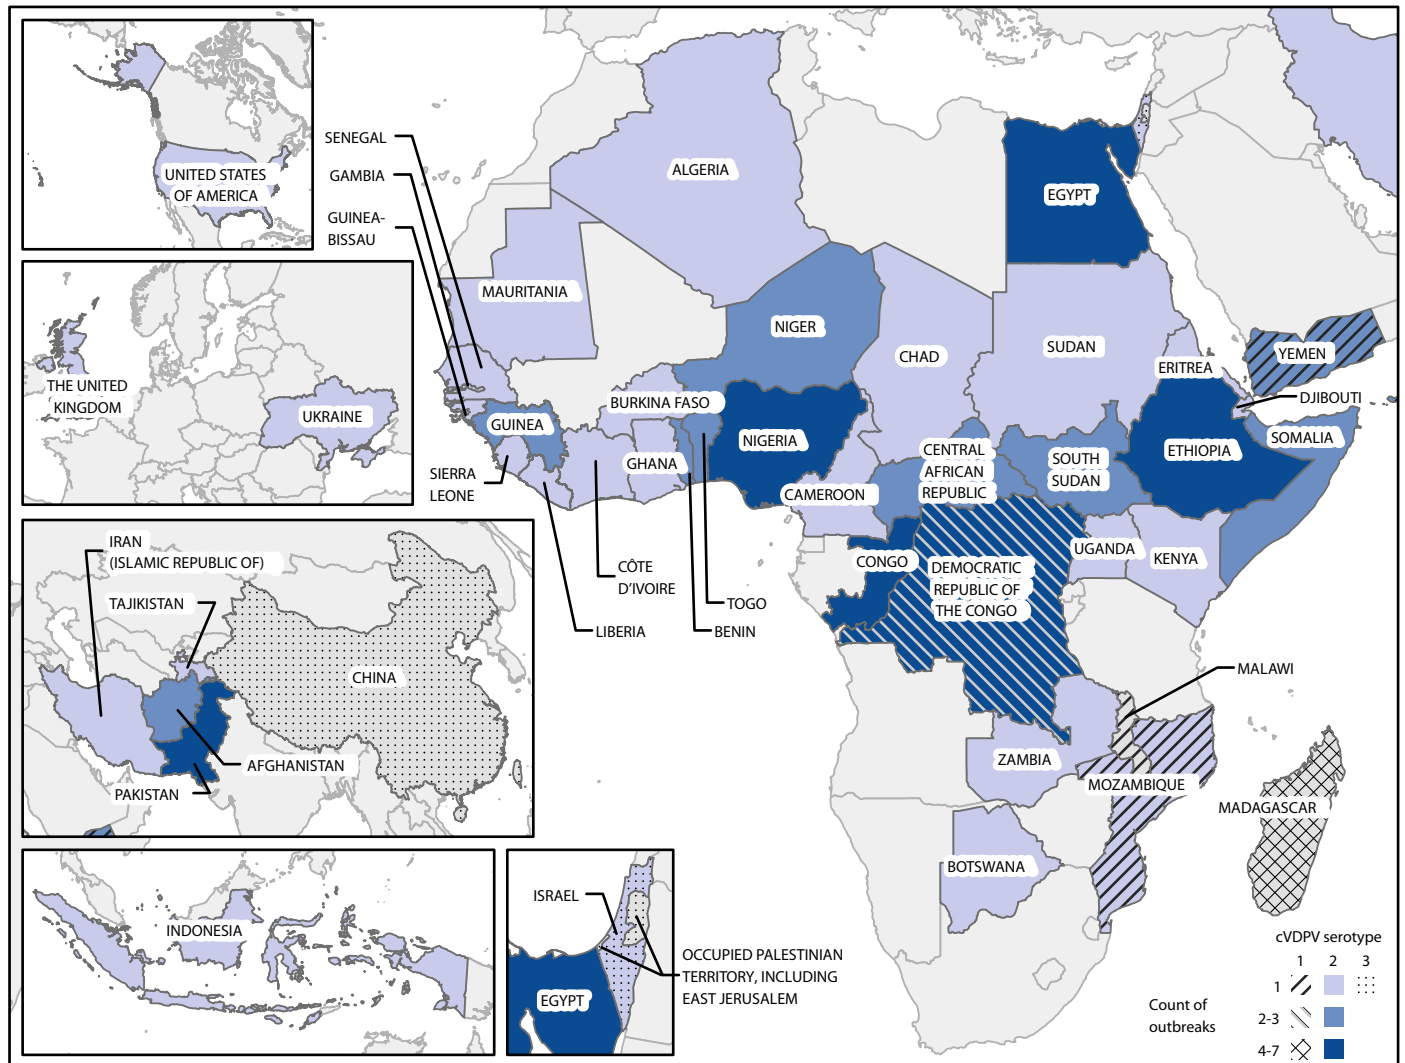 UNITED STATES
OF AMERICA
THE UNITED
KINGDOM
UKRAINE
IRAN
(ISLAMIC REPUBLIC OF)
TAJIKISTAN
CHINA
AFGHANISTAN
PAKISTAN
INDONESIA
ISRAEL
OCCUPIED PALESTINIAN
TERRITORY, INCLUDING
EAST JERUSALEM
EGYPT
SENEGAL
GAMBIA
GUINEA-
BISSAU
ALGERIA
EGYPT
MAURITANIA
NIGER
CHAD
SUDAN
ERITREA
YEMEN
DJIBOUTI
BURKINA FASO
GUINEA
NIGERIA
GHANA
SIERRA
LEONE
CAMEROON
CENTRAL
AFRICAN
REPUBLIC
SOUTH
SUDAN
ETHIOPIA
SOMALIA
CÔTE
D'IVOIRE
LIBERIA
TOGO
BENIN
CONGO
DEMOCRATIC
REPUBLIC OF
THE CONGO
UGANDA
KENYA
MALAWI
ZAMBIA
MOZAMBIQUE
MADAGASCAR
BOTSWANA
cVDPV serotype
1 2 3
Count of
outbreaks
1
2-3
4-7